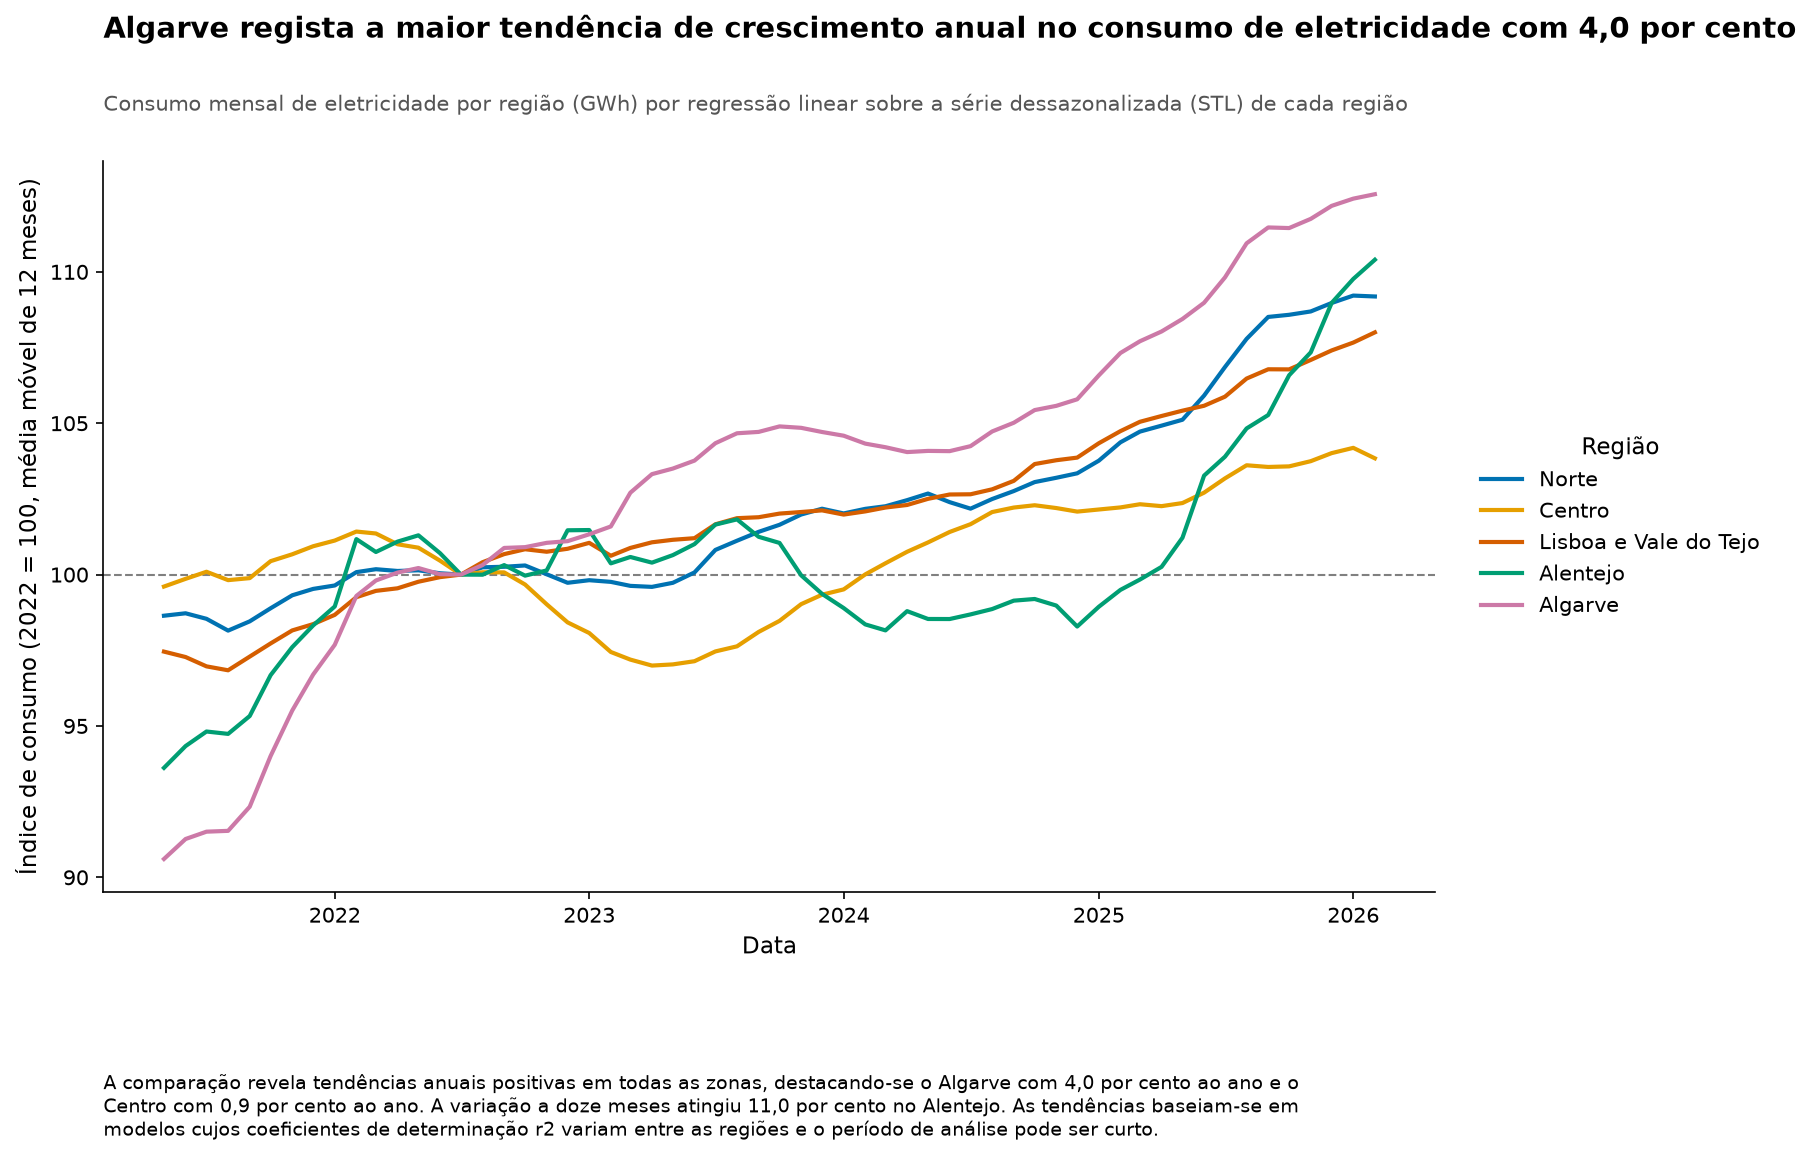 Algarve regista a maior tendência de crescimento anual no consumo de eletricidade com 4,0 por cento
Consumo mensal de eletricidade por região (GWh) por regressão linear sobre a série dessazonalizada (STL) de cada região
Índice de consumo (2022 = 100, média móvel de 12 meses)
110
105
100
95
90
2022
2023
2024
2025
2026
Data
Região
Norte
Centro
Lisboa e Vale do Tejo
Alentejo
Algarve
A comparação revela tendências anuais positivas em todas as zonas, destacando-se o Algarve com 4,0 por cento ao ano e o
Centro com 0,9 por cento ao ano. A variação a doze meses atingiu 11,0 por cento no Alentejo. As tendências baseiam-se em
modelos cujos coeficientes de determinação r2 variam entre as regiões e o período de análise pode ser curto.